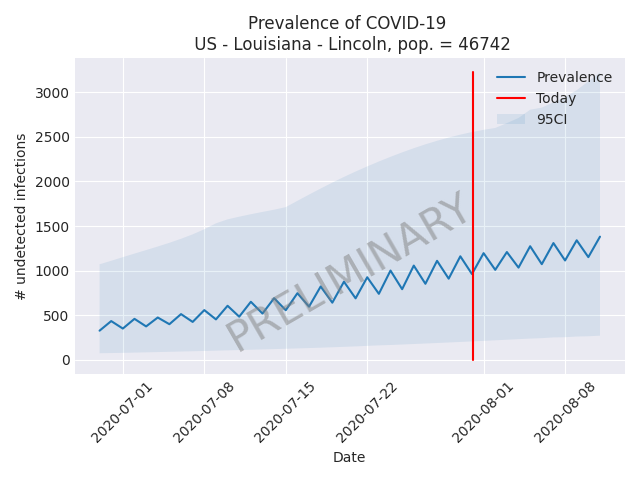 Prevalence of COVID-19
US - Louisiana - Lincoln, pop. = 46742
Prevalence
Today
95CI
PRELIMINARY
# undetected infections
3000
2500
2000
1500
1000
500
0
2020-07-01
2020-07-08
2020-07-15
2020-07-22
2020-08-01
2020-08-08
Date